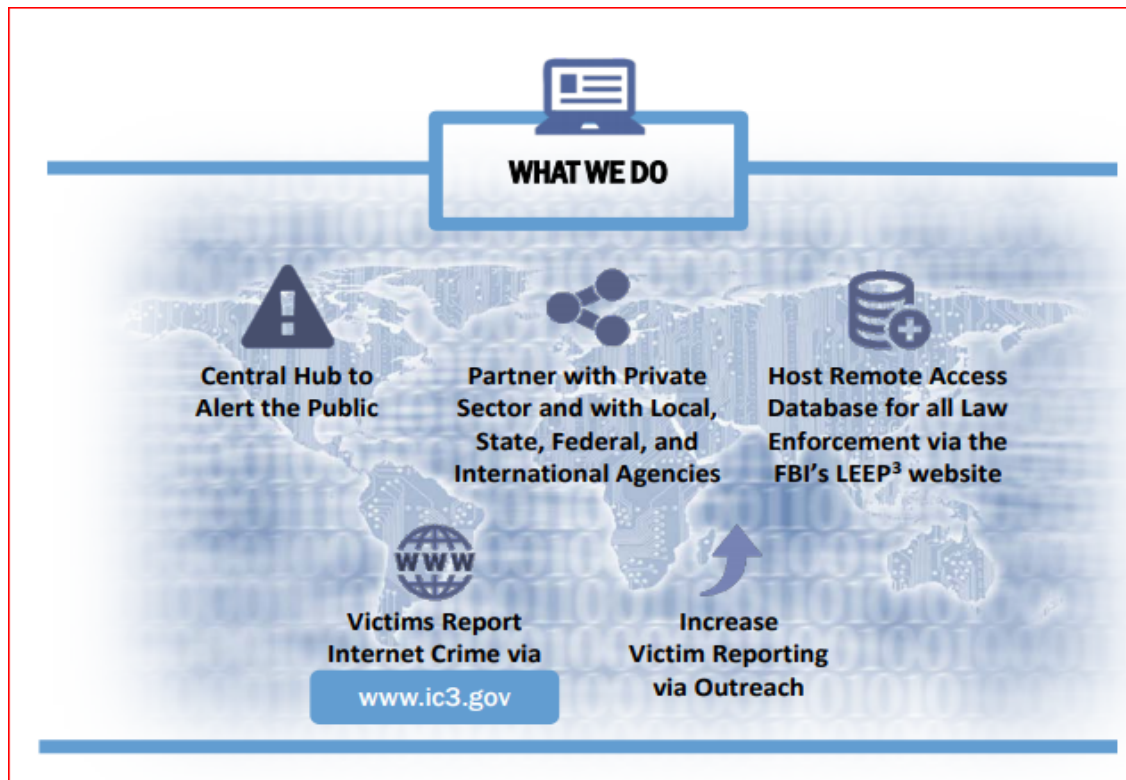 WHAT WE DO
Central Hub to
Alert the Public
Partner with Private
Sector and with Local,
State, Federal, and
International Agencies
Host Remote Access
Database for all Law
Enforcement via the
FBI's LEEP³ website
WWW
Victims Report
Internet Crime via
www.ic3.gov
Increase
Victim Reporting
via Outreach